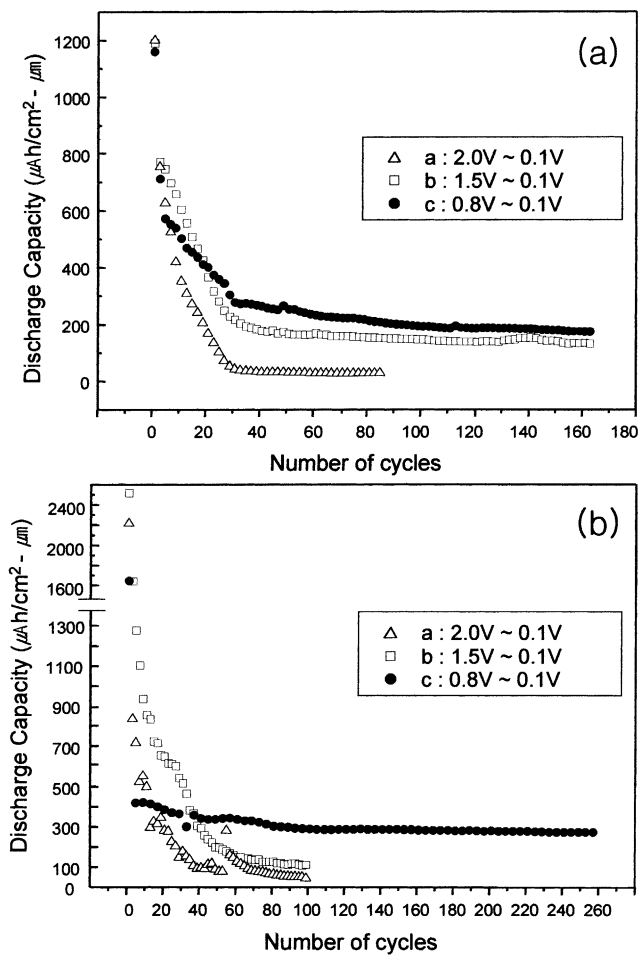 (a)
Discharge Capacity (μAh/cm² - μm)
1200
1000
800
600
400
200
0
△ a : 2.0V ~ 0.1V
□ b : 1.5V ~ 0.1V
● c : 0.8V ~ 0.1V
0 20 40 60 80 100 120 140 160 180
Number of cycles
(b)
Discharge Capacity (μAh/cm² - μm)
2400
2000
1600
1300
1100
900
700
500
300
100
0
△ a : 2.0V ~ 0.1V
□ b : 1.5V ~ 0.1V
● c : 0.8V ~ 0.1V
0 20 40 60 80 100 120 140 160 180 200 220 240 260
Number of cycles